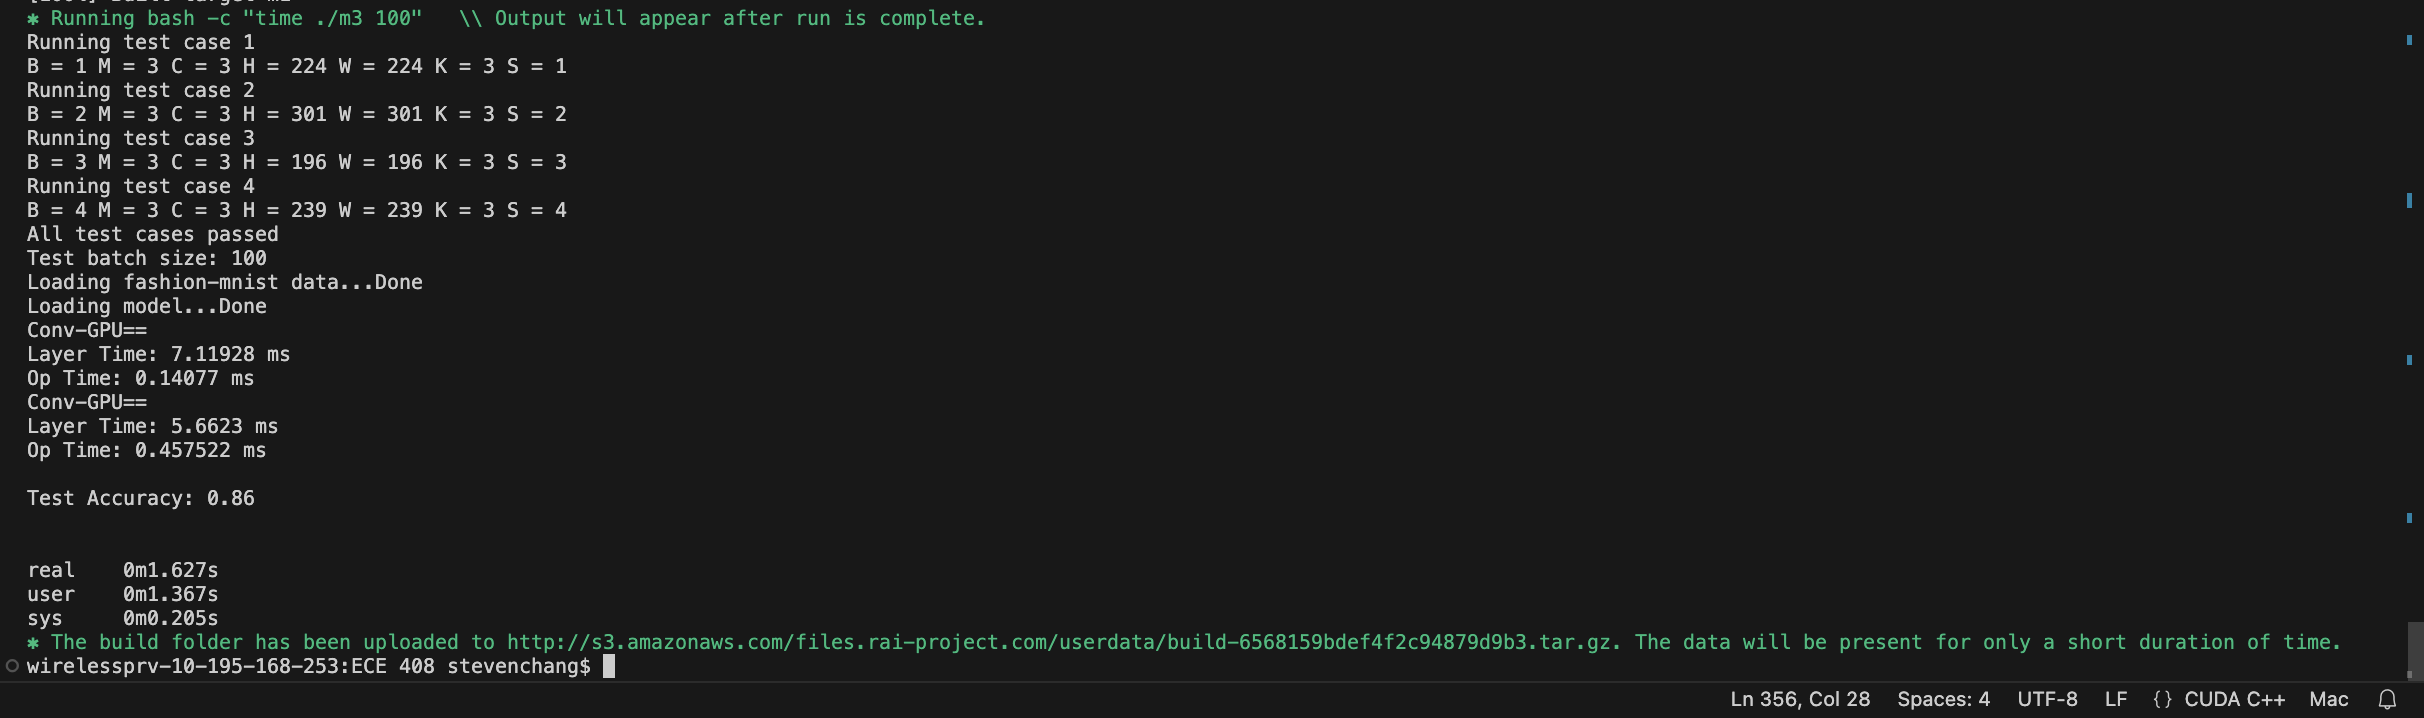 ✱ Running bash -c "time ./m3 100"   \\ Output will appear after run is complete.
Running test case 1
B = 1 M = 3 C = 3 H = 224 W = 224 K = 3 S = 1
Running test case 2
B = 2 M = 3 C = 3 H = 301 W = 301 K = 3 S = 2
Running test case 3
B = 3 M = 3 C = 3 H = 196 W = 196 K = 3 S = 3
Running test case 4
B = 4 M = 3 C = 3 H = 239 W = 239 K = 3 S = 4
All test cases passed
Test batch size: 100
Loading fashion-mnist data...Done
Loading model...Done
Conv-GPU==
Layer Time: 7.11928 ms
Op Time: 0.14077 ms
Conv-GPU==
Layer Time: 5.6623 ms
Op Time: 0.457522 ms
Test Accuracy: 0.86
real    0m1.627s
user    0m1.367s
sys     0m0.205s
✱ The build folder has been uploaded to http://s3.amazonaws.com/files.rai-project.com/userdata/build-6568159bdef4f2c94879d9b3.tar.gz. The data will be present for only a short duration of time.
wirelessprv-10-195-168-253:ECE 408 stevenchang$
Ln 356, Col 28   Spaces: 4   UTF-8   LF   {} CUDA C++   Mac